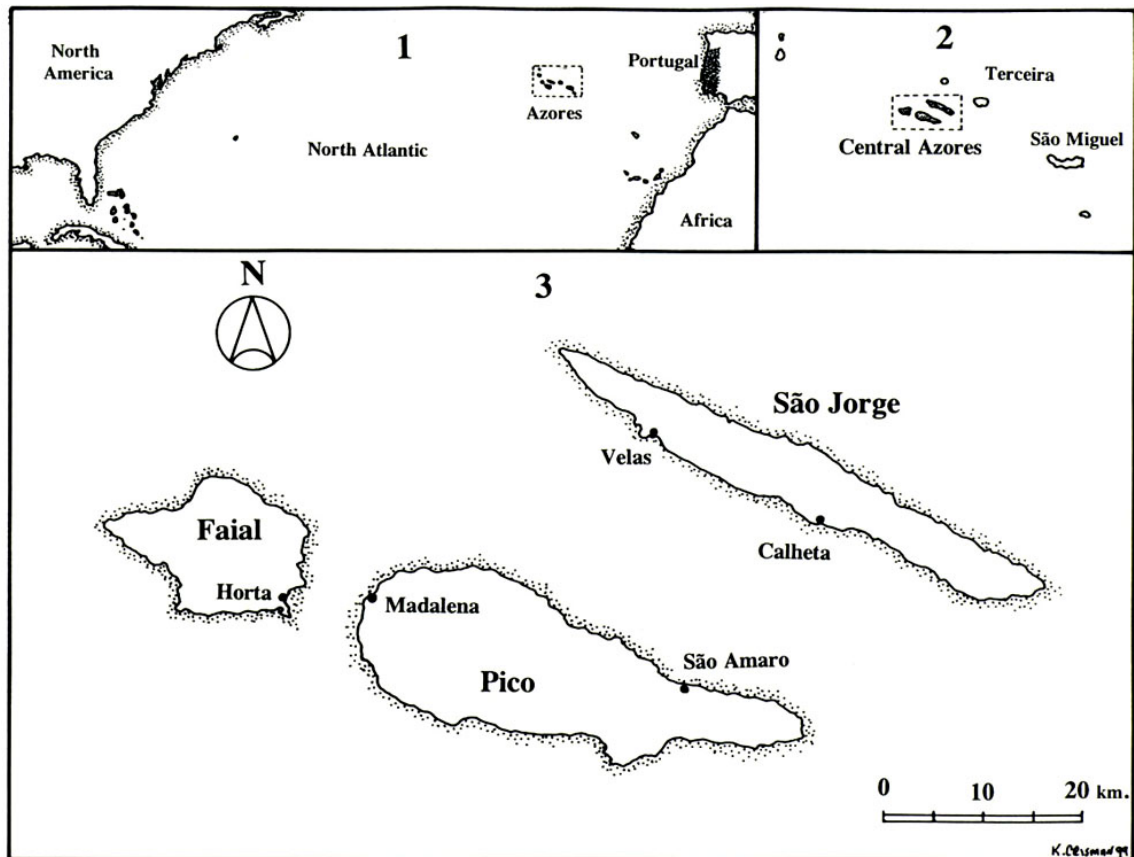 North
America
1
Portugal
Azores
North Atlantic
Africa
2
Terceira
Central Azores
São Miguel
N
3
São Jorge
Velas
Calheta
Faial
Horta
Madalena
São Amaro
Pico
0 10 20 km.